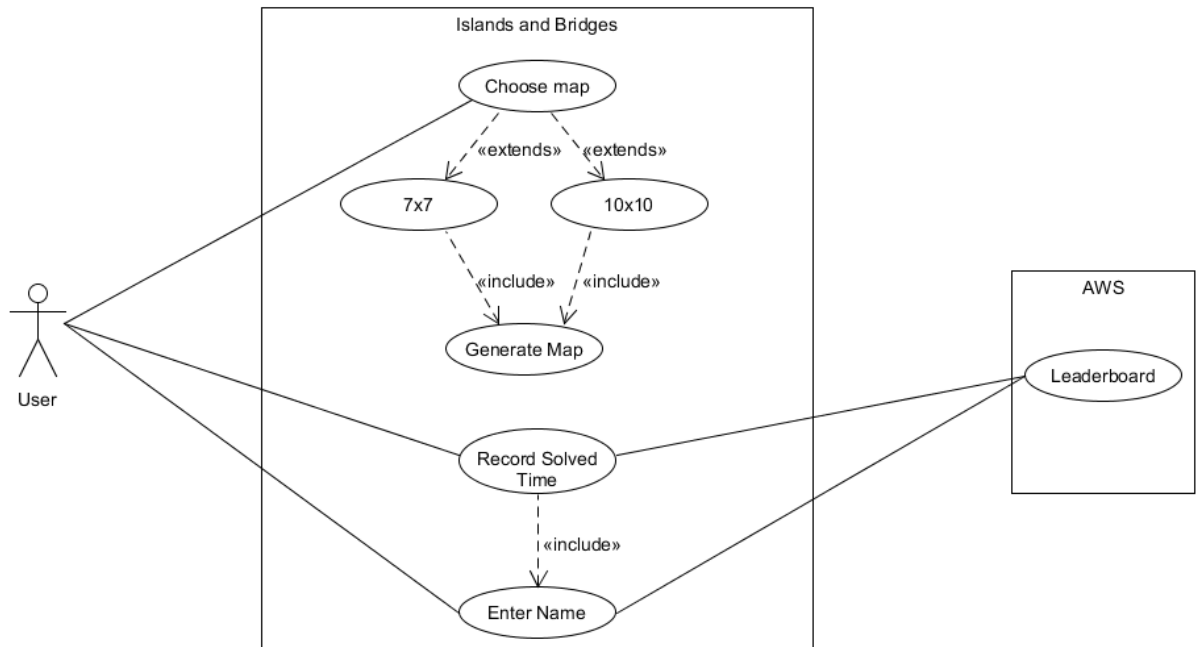 Islands and Bridges
Choose map
«extends»
«extends»
7x7
10x10
«include»
«include»
Generate Map
User
AWS
Leaderboard
Record Solved
Time
«include»
Enter Name